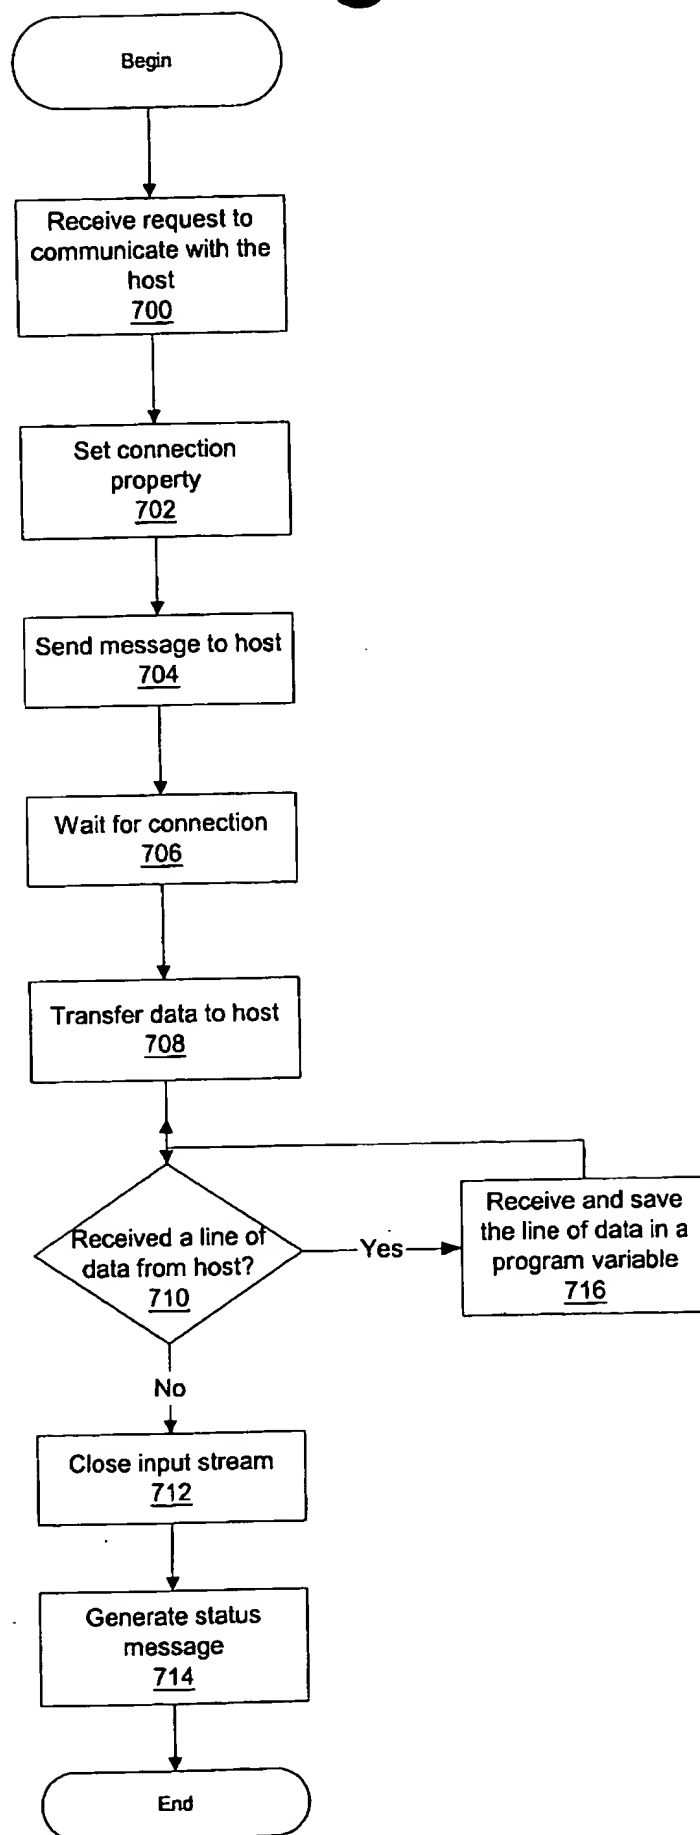 Begin
Receive request to
communicate with the
host
700
Set connection
property
702
Send message to host
704
Wait for connection
706
Transfer data to host
708
Received a line of
data from host?
710
Yes
Receive and save
the line of data in a
program variable
716
No
Close input stream
712
Generate status
message
714
End